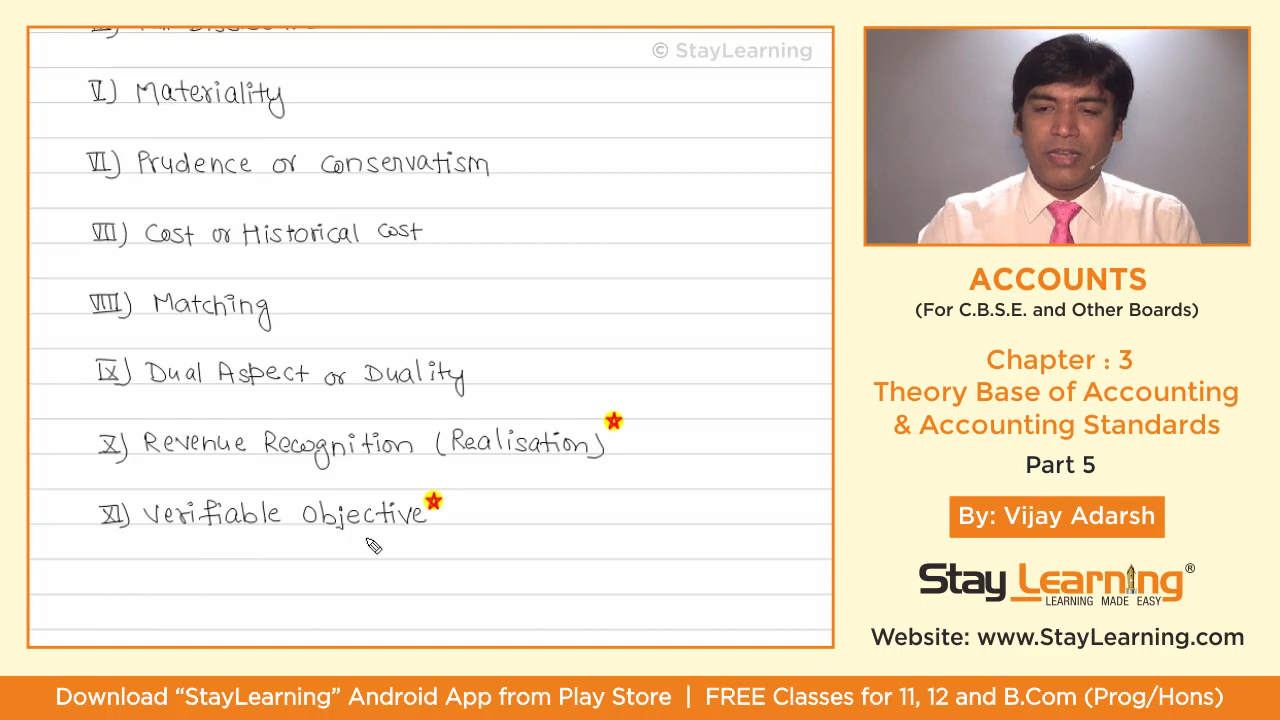 © StayLearning
V) Materiality
VI) Prudence or conservatism
VII) Cost or Historical cost
VIII) Matching
IX) Dual Aspect or Duality
X) Revenue Recognition (Realisation)
XI) Verifiable Objective
ACCOUNTS
(For C.B.S.E. and Other Boards)
Chapter : 3
Theory Base of Accounting
& Accounting Standards
Part 5
By: Vijay Adarsh
Stay Learning®
LEARNING MADE EASY
Website: www.StayLearning.com
Download “StayLearning” Android App from Play Store | FREE Classes for 11, 12 and B.Com (Prog/Hons)